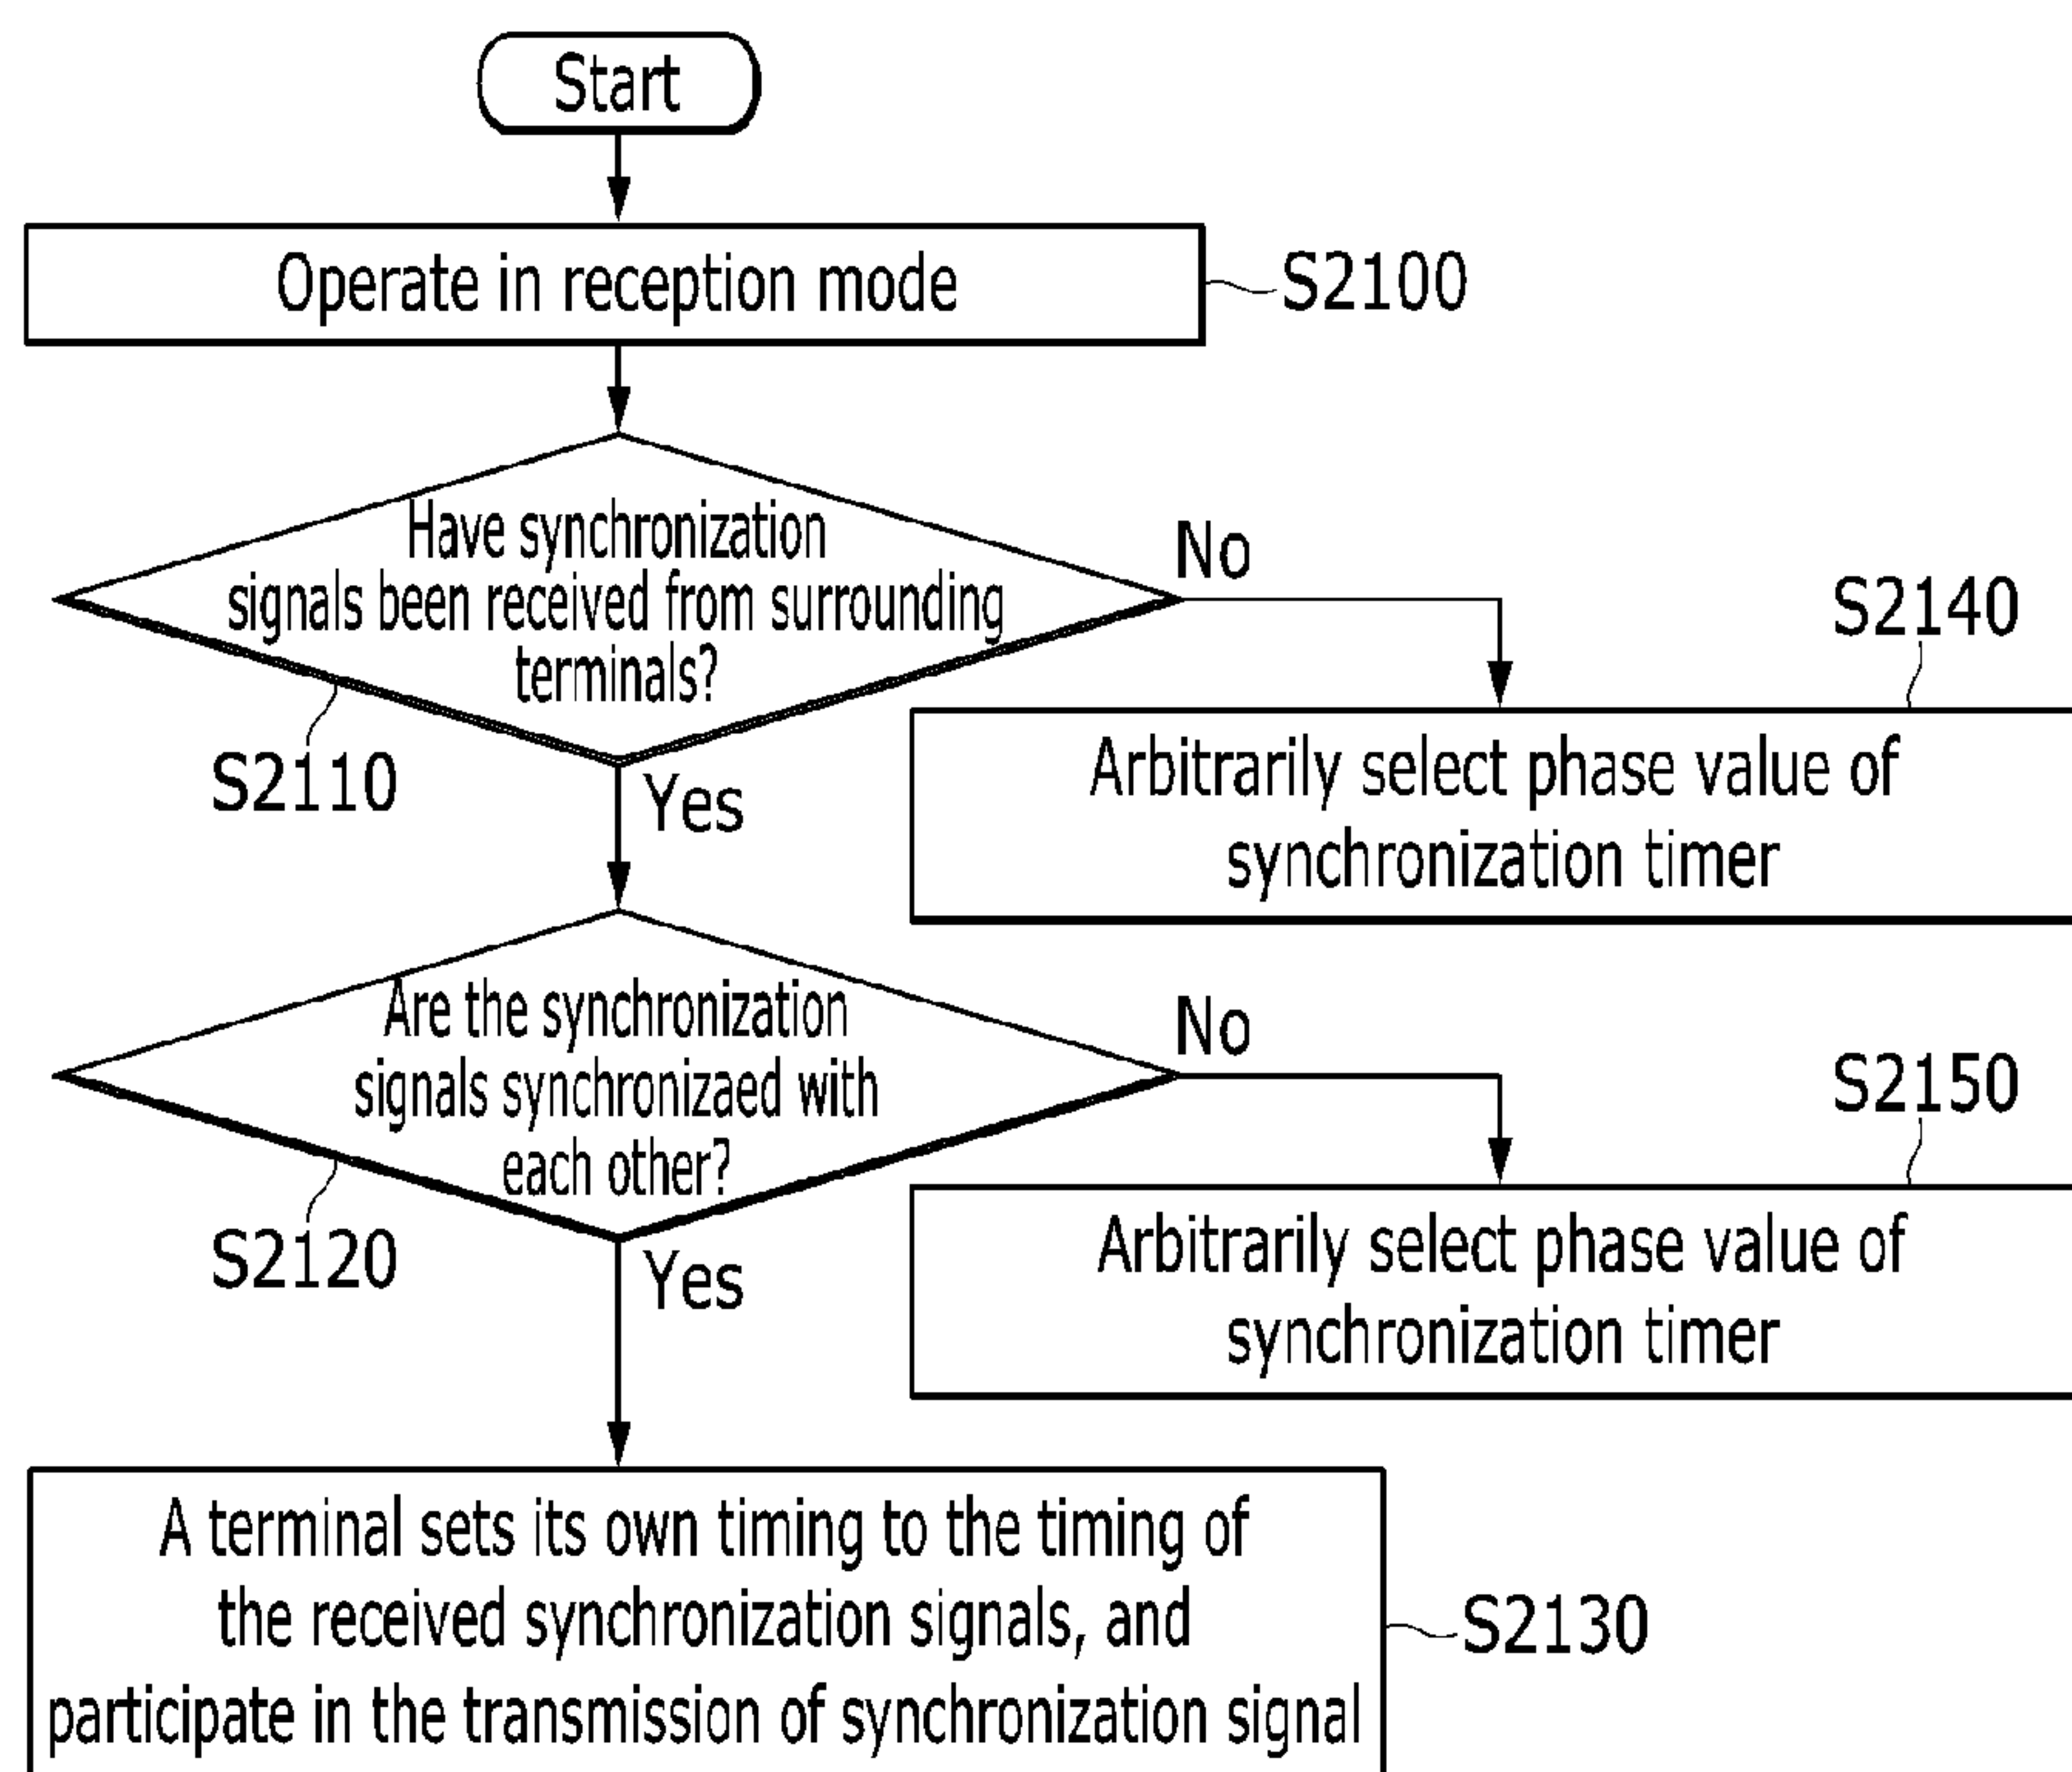 Start
Operate in reception mode
S2100
Have synchronization
signals been received from surrounding
terminals?
S2110
No
Yes
S2140
Arbitrarily select phase value of
synchronization timer
Are the synchronization
signals synchronizaed with
each other?
S2120
No
Yes
S2150
Arbitrarily select phase value of
synchronization timer
A terminal sets its own timing to the timing of
the received synchronization signals, and
participate in the transmission of synchronization signal
S2130